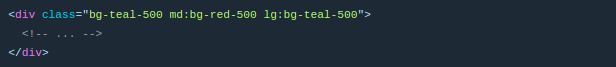 <div class="bg-teal-500 md:bg-red-500 lg:bg-teal-500">
  <!-- ... -->
</div>